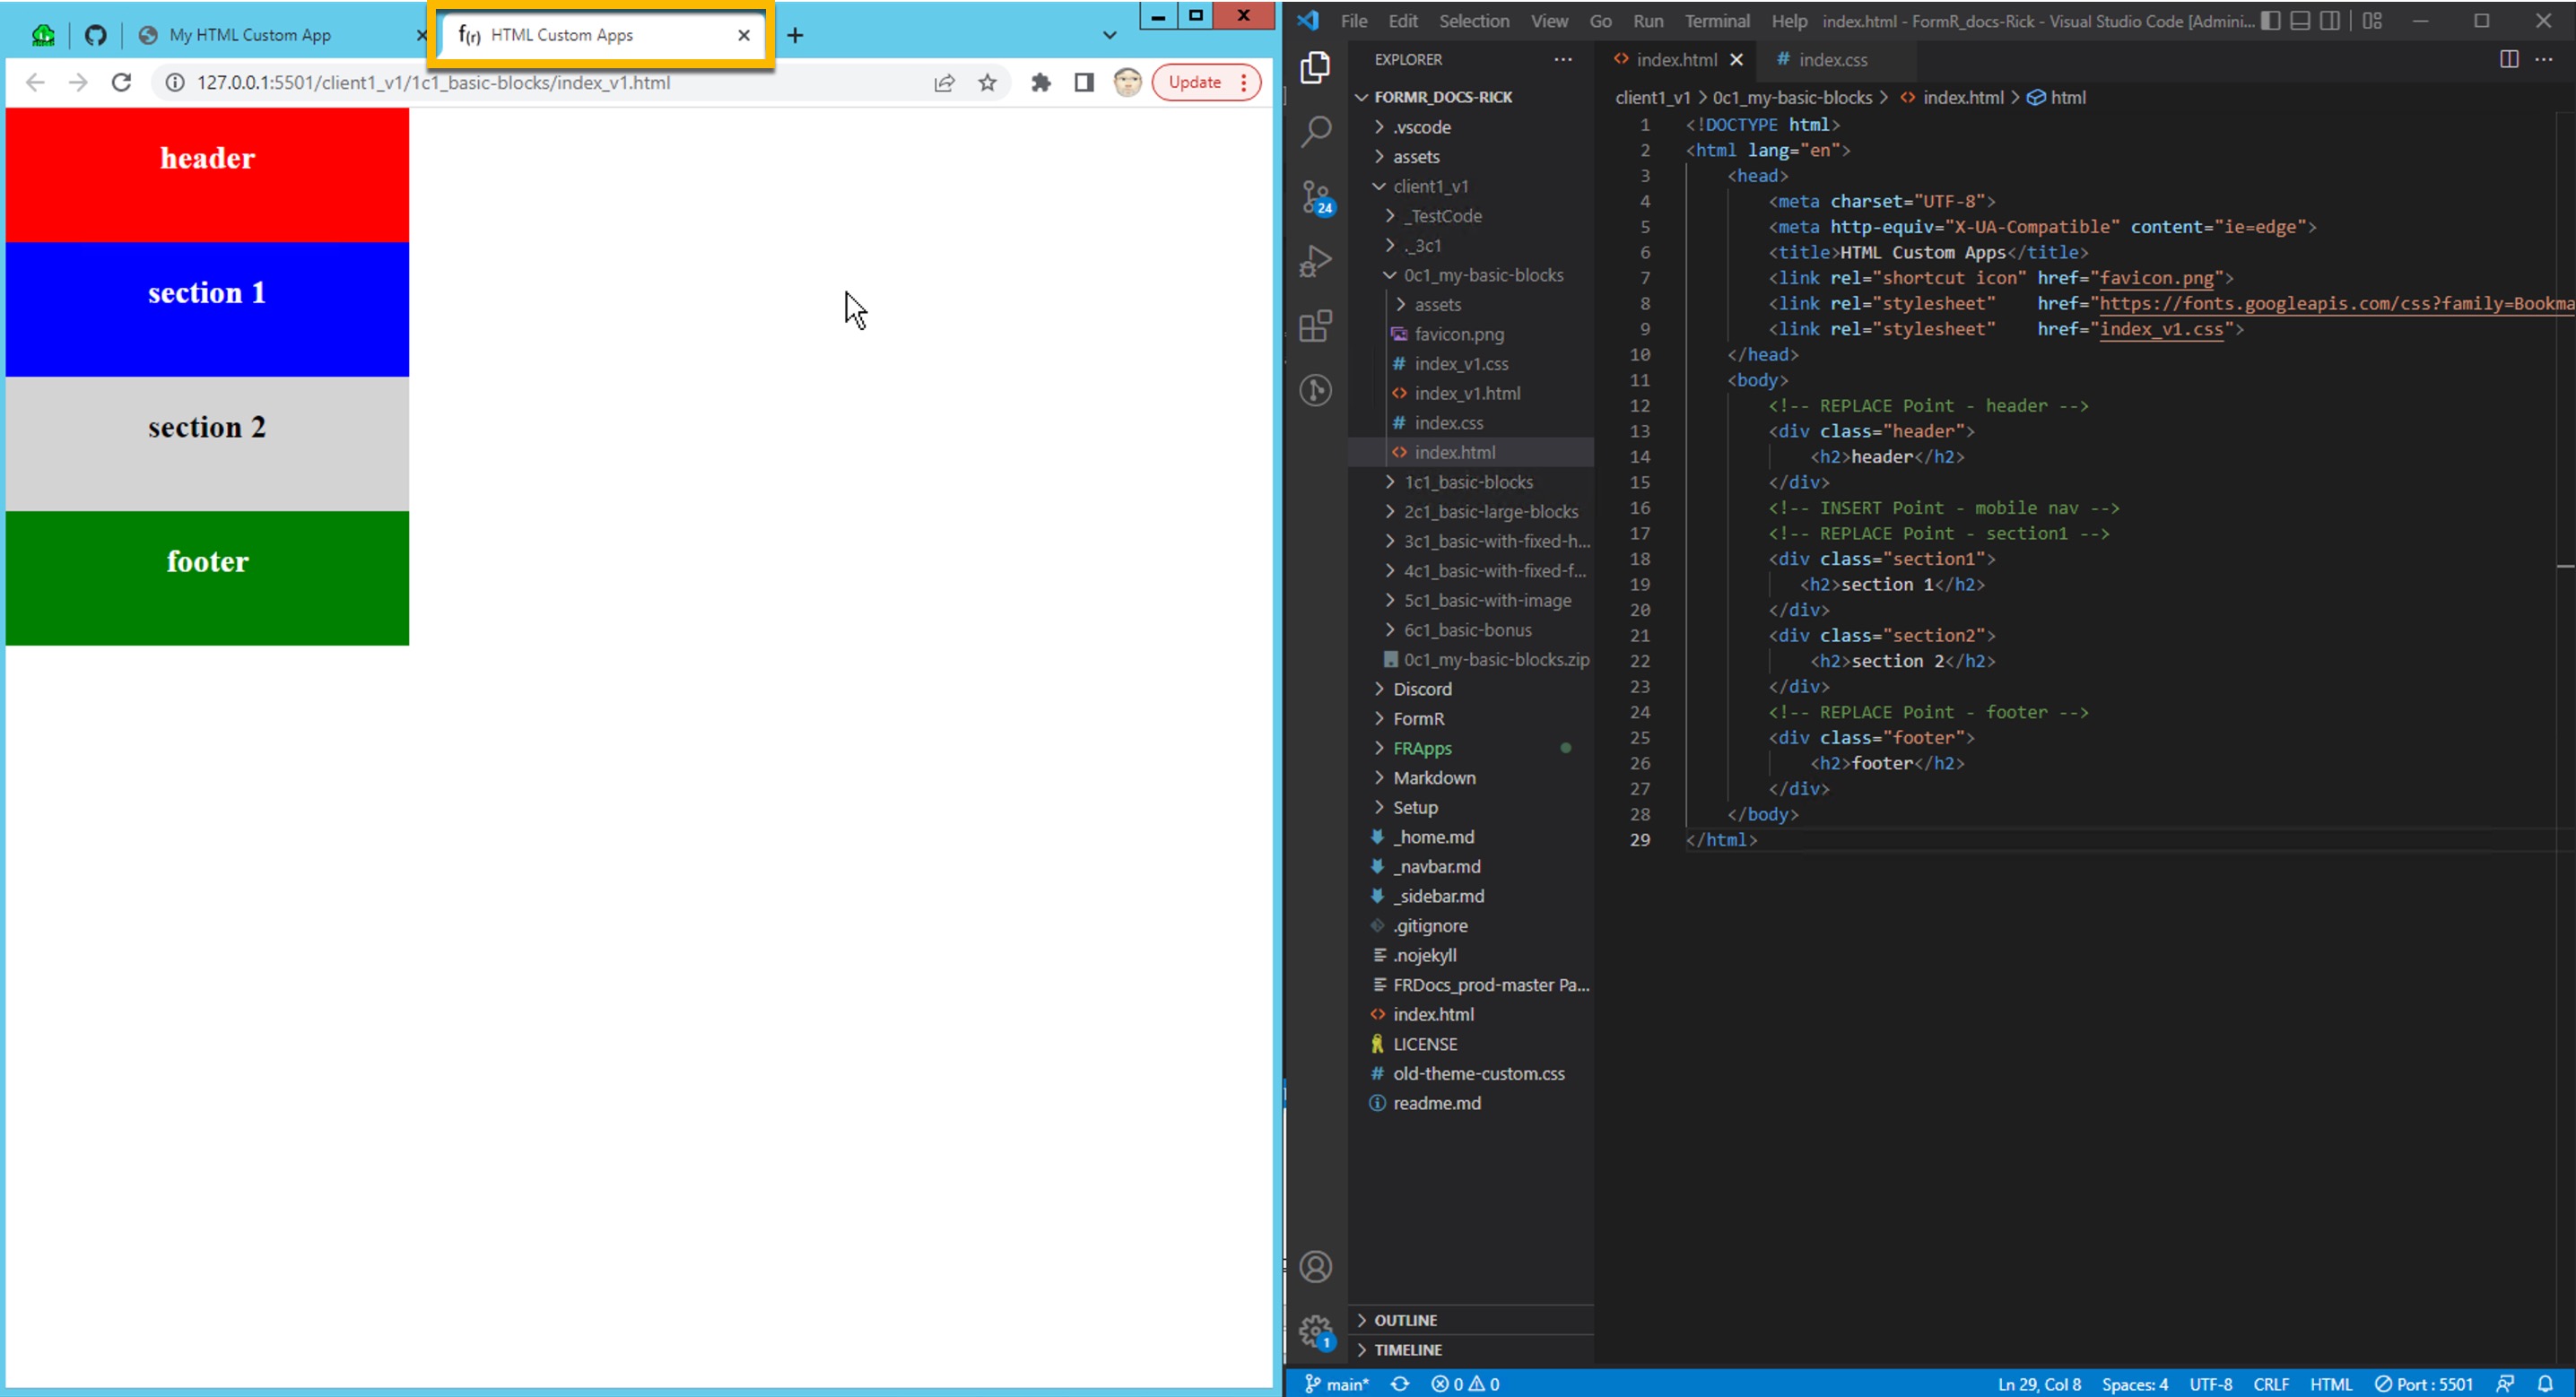 My HTML Custom App
f(r) HTML Custom Apps
127.0.0.1:5501/client1_v1/1c1_basic-blocks/index_v1.html
Update
header
section 1
section 2
footer
File Edit Selection View Go Run Terminal Help index.html - FormR_docs-Rick - Visual Studio Code [Admini...
EXPLORER
24
1
FORMR_DOCS-RICK
.vscode
assets
client1_v1
_TestCode
._3c1
0c1_my-basic-blocks
assets
favicon.png
index_v1.css
index_v1.html
index.css
index.html
1c1_basic-blocks
2c1_basic-large-blocks
3c1_basic-with-fixed-h...
4c1_basic-with-fixed-f...
5c1_basic-with-image
6c1_basic-bonus
0c1_my-basic-blocks.zip
Discord
FormR
FRApps
Markdown
Setup
_home.md
_navbar.md
_sidebar.md
.gitignore
.nojekyll
FRDocs_prod-master Pa...
index.html
LICENSE
old-theme-custom.css
readme.md
OUTLINE
TIMELINE
index.html
# index.css
client1_v1 > 0c1_my-basic-blocks > index.html > html
1 <!DOCTYPE html>
2 <html lang="en">
3 <head>
4 <meta charset="UTF-8">
5 <meta http-equiv="X-UA-Compatible" content="ie=edge">
6 <title>HTML Custom Apps</title>
7 <link rel="shortcut icon" href="favicon.png">
8 <link rel="stylesheet" href="https://fonts.googleapis.com/css?family=Bookma
9 <link rel="stylesheet" href="index_v1.css">
10 </head>
11 <body>
12 <!-- REPLACE Point - header -->
13 <div class="header">
14 <h2>header</h2>
15 </div>
16 <!-- INSERT Point - mobile nav -->
17 <!-- REPLACE Point - section1 -->
18 <div class="section1">
19 <h2>section 1</h2>
20 </div>
21 <div class="section2">
22 <h2>section 2</h2>
23 </div>
24 <!-- REPLACE Point - footer -->
25 <div class="footer">
26 <h2>footer</h2>
27 </div>
28 </body>
29 </html>
main* 0 0 Ln 29, Col 8 Spaces: 4 UTF-8 CRLF HTML Port : 5501